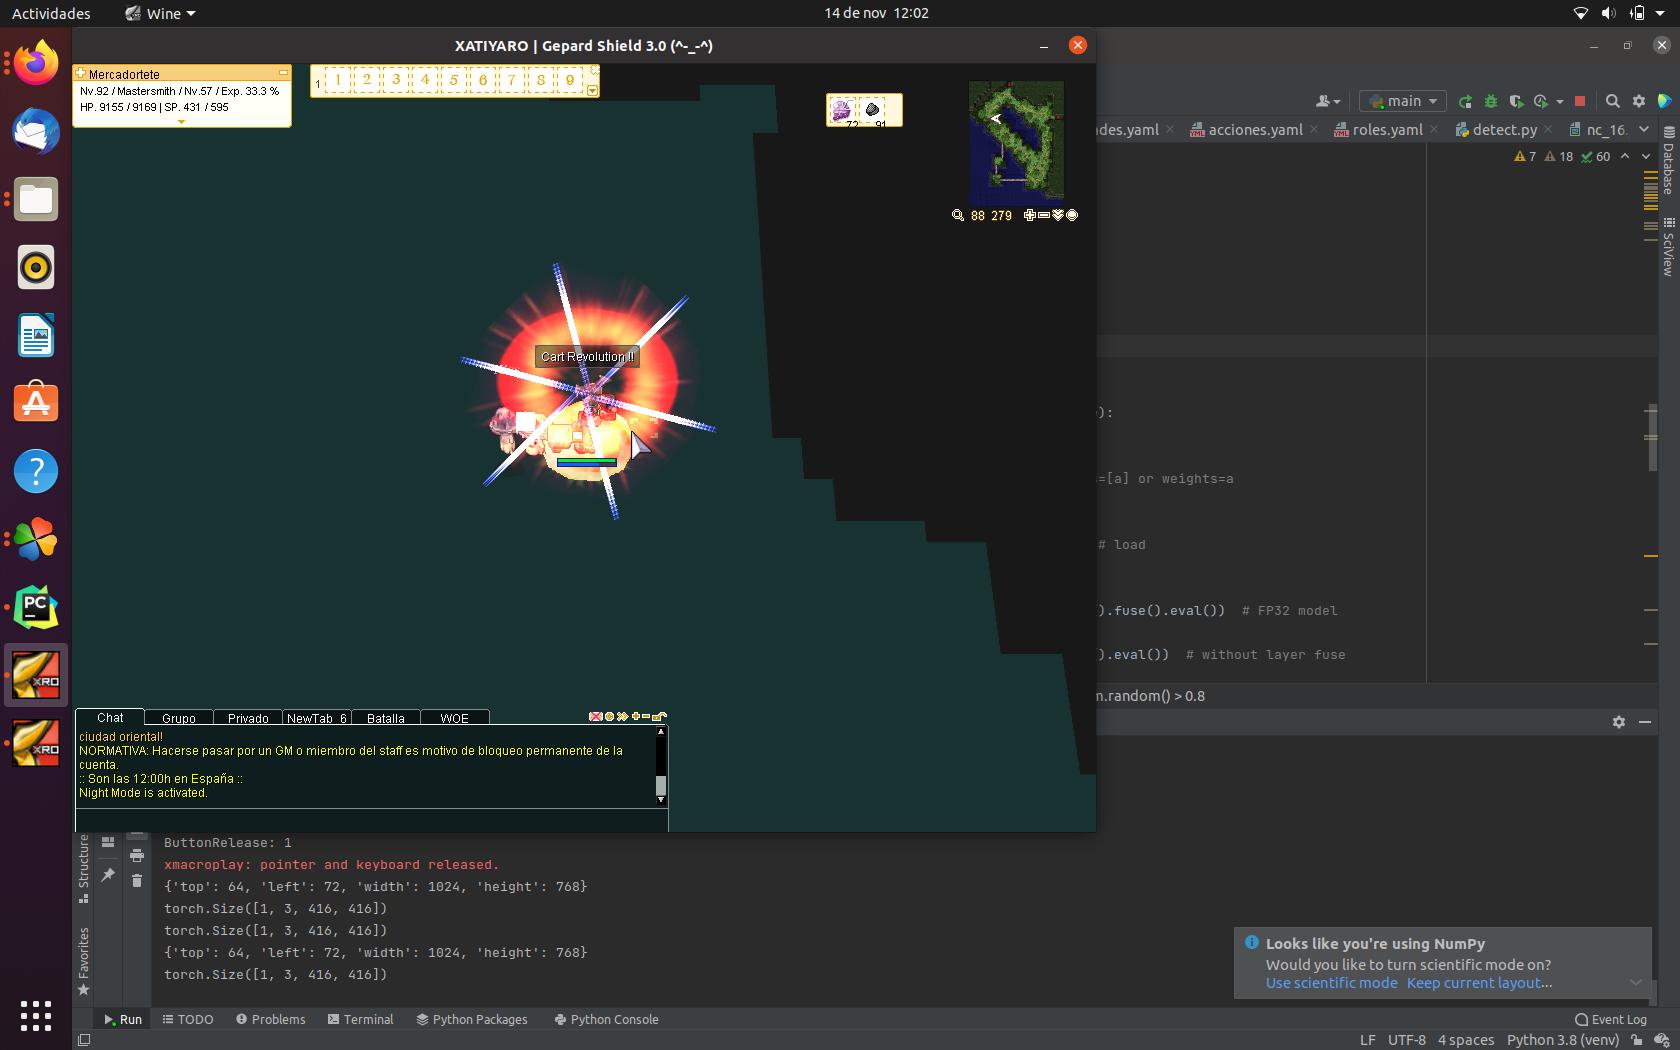 Actividades
Wine
14 de nov 12:02
XATIYARO | Gepard Shield 3.0 (^-_-^)
Mercadortete
Nv.92 / Mastersmith / Nv.57 / Exp. 33.3 %
HP. 9155 / 9169 | SP. 431 / 595
1 1 2 3 4 5 6 7 8 9
72 91
88 279
main
des.yaml
acciones.yaml
roles.yaml
detect.py
nc_16.
7 18 60
Database
SciView
Cart Revolution !!
):
=[a] or weights=a
# load
).fuse().eval()) # FP32 model
).eval()) # without layer fuse
m.random() > 0.8
PC
XRO
XRO
Chat Grupo Privado NewTab_6 Batalla WOE
ciudad oriental!
NORMATIVA: Hacerse pasar por un GM o miembro del staff es motivo de bloqueo permanente de la
cuenta.
:: Son las 12:00h en España ::
Night Mode is activated.
Structure
Favorites
ButtonRelease: 1
xmacroplay: pointer and keyboard released.
{'top': 64, 'left': 72, 'width': 1024, 'height': 768}
torch.Size([1, 3, 416, 416])
torch.Size([1, 3, 416, 416])
{'top': 64, 'left': 72, 'width': 1024, 'height': 768}
torch.Size([1, 3, 416, 416])
Looks like you're using NumPy
Would you like to turn scientific mode on?
Use scientific mode Keep current layout...
Run TODO Problems Terminal Python Packages Python Console
Event Log
LF UTF-8 4 spaces Python 3.8 (venv)